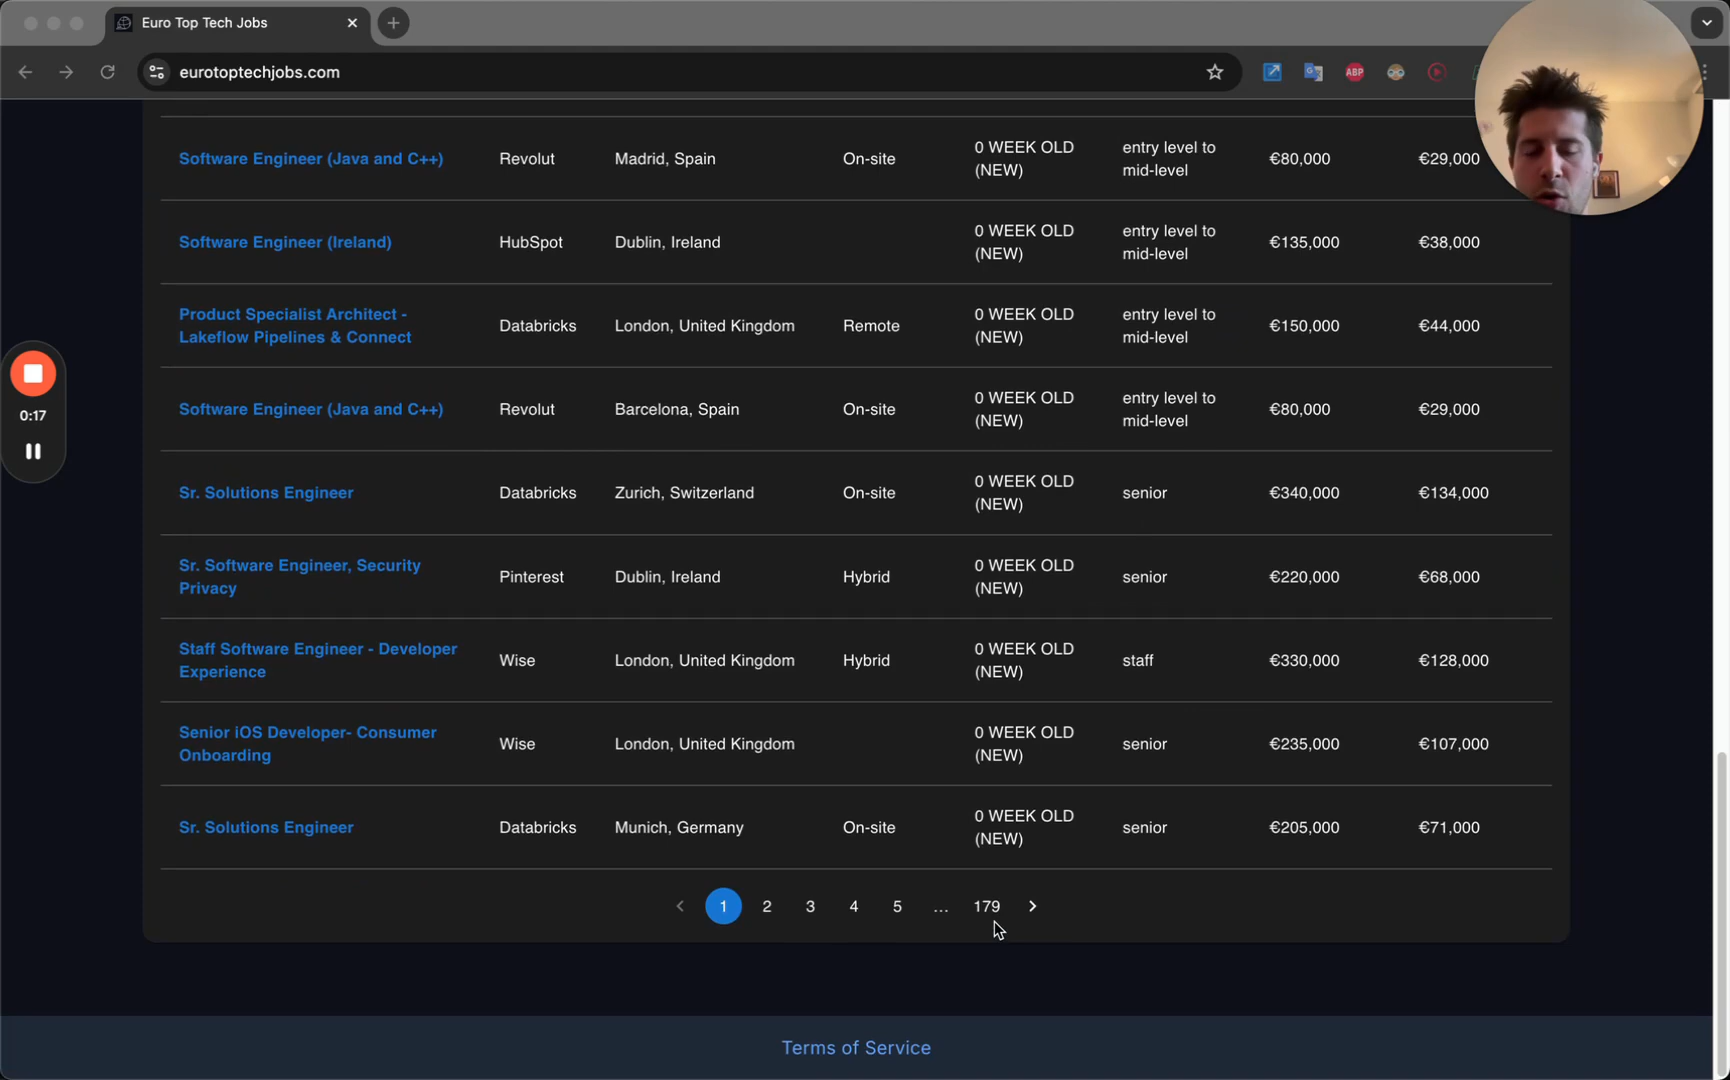 Euro Top Tech Jobs
eurotoptechjobs.com
ABP
Software Engineer (Java and C++) Revolut Madrid, Spain On-site 0 WEEK OLD (NEW) entry level to mid-level €80,000 €29,000
Software Engineer (Ireland) HubSpot Dublin, Ireland 0 WEEK OLD (NEW) entry level to mid-level €135,000 €38,000
Product Specialist Architect - Lakeflow Pipelines & Connect Databricks London, United Kingdom Remote 0 WEEK OLD (NEW) entry level to mid-level €150,000 €44,000
Software Engineer (Java and C++) Revolut Barcelona, Spain On-site 0 WEEK OLD (NEW) entry level to mid-level €80,000 €29,000
Sr. Solutions Engineer Databricks Zurich, Switzerland On-site 0 WEEK OLD (NEW) senior €340,000 €134,000
Sr. Software Engineer, Security Privacy Pinterest Dublin, Ireland Hybrid 0 WEEK OLD (NEW) senior €220,000 €68,000
Staff Software Engineer - Developer Experience Wise London, United Kingdom Hybrid 0 WEEK OLD (NEW) staff €330,000 €128,000
Senior iOS Developer- Consumer Onboarding Wise London, United Kingdom 0 WEEK OLD (NEW) senior €235,000 €107,000
Sr. Solutions Engineer Databricks Munich, Germany On-site 0 WEEK OLD (NEW) senior €205,000 €71,000
0:17
1 2 3 4 5 ... 179
Terms of Service